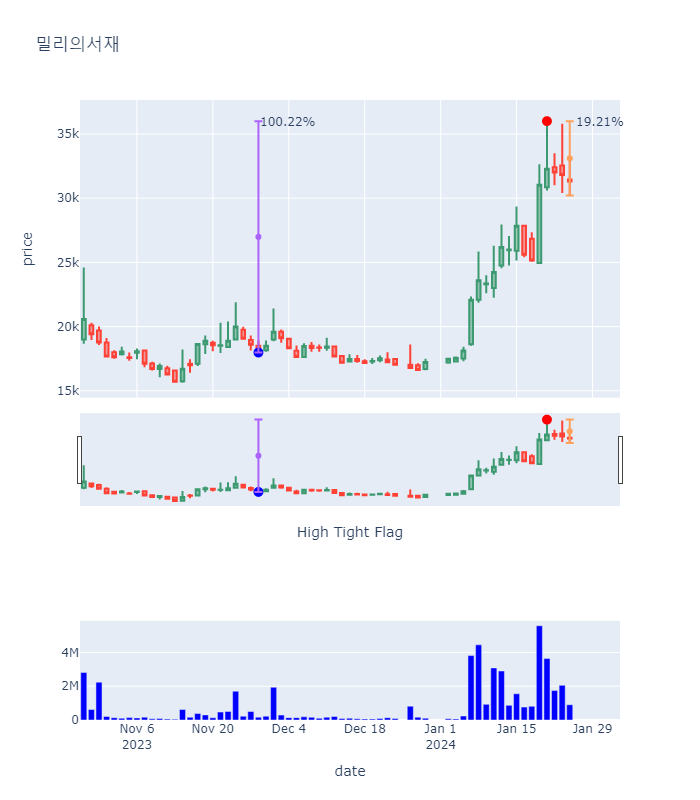 밀리의서재
100.22%
19.21%
35k
30k
25k
20k
15k
price
High Tight Flag
4M
2M
0
Nov 6
2023
Nov 20
Dec 4
Dec 18
Jan 1
2024
Jan 15
Jan 29
date